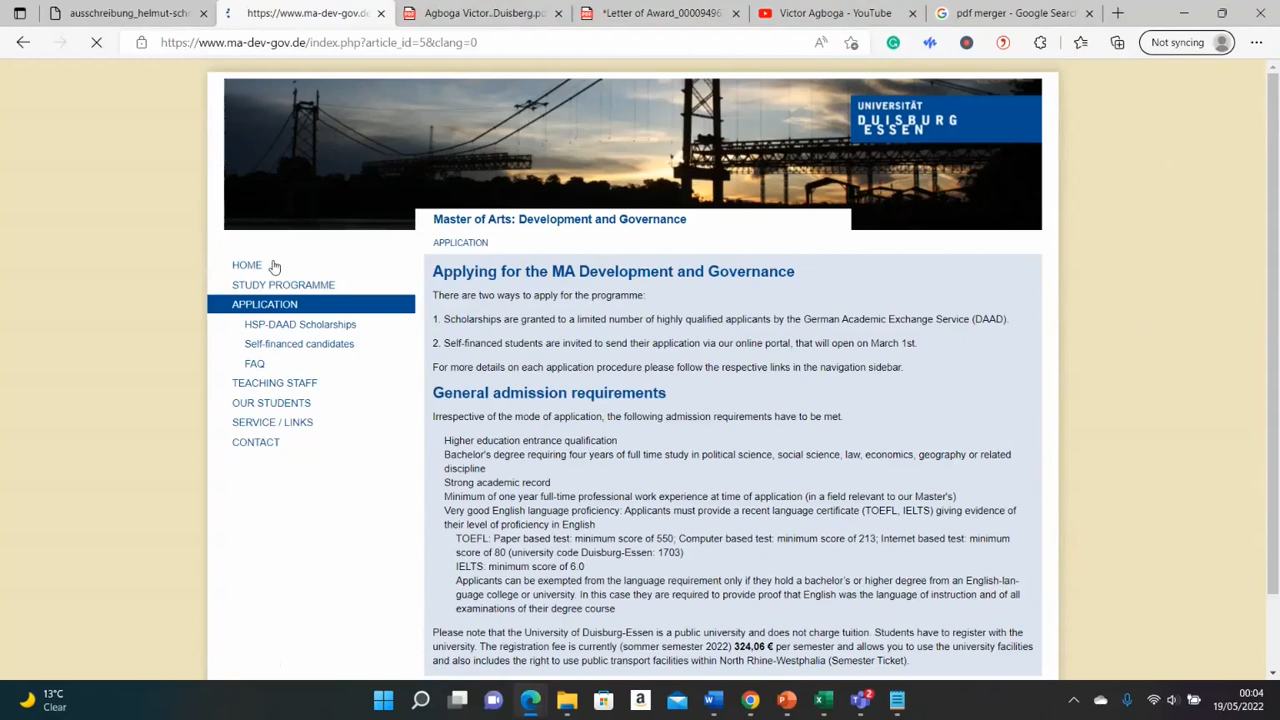 ausschreibung_helmut-sch
https://www.ma-dev-gov.de
Agboga Victor..Duisberg.pdf
*Letter of Award_00009496
Victor Agboga - YouTube
pdf merger - Google Search
https://www.ma-dev-gov.de/index.php?article_id=5&clang=0
Not syncing
UNIVERSITÄT
DUISBURG
ESSEN
Master of Arts: Development and Governance
APPLICATION
HOME
STUDY PROGRAMME
APPLICATION
HSP-DAAD Scholarships
Self-financed candidates
FAQ
TEACHING STAFF
OUR STUDENTS
SERVICE / LINKS
CONTACT
Applying for the MA Development and Governance
There are two ways to apply for the programme:
1. Scholarships are granted to a limited number of highly qualified applicants by the German Academic Exchange Service (DAAD).
2. Self-financed students are invited to send their application via our online portal, that will open on March 1st.
For more details on each application procedure please follow the respective links in the navigation sidebar.
General admission requirements
Irrespective of the mode of application, the following admission requirements have to be met.
Higher education entrance qualification
Bachelor's degree requiring four years of full time study in political science, social science, law, economics, geography or related
discipline
Strong academic record
Minimum of one year full-time professional work experience at time of application (in a field relevant to our Master's)
Very good English language proficiency: Applicants must provide a recent language certificate (TOEFL, IELTS) giving evidence of
their level of proficiency in English
TOEFL: Paper based test: minimum score of 550; Computer based test: minimum score of 213; Internet based test: minimum
score of 80 (university code Duisburg-Essen: 1703)
IELTS: minimum score of 6.0
Applicants can be exempted from the language requirement only if they hold a bachelor's or higher degree from an English-lan-
guage college or university. In this case they are required to provide proof that English was the language of instruction and of all
examinations of their degree course
Please note that the University of Duisburg-Essen is a public university and does not charge tuition. Students have to register with the
university. The registration fee is currently (sommer semester 2022) 324,06 € per semester and allows you to use the university facilities
and also includes the right to use public transport facilities within North Rhine-Westphalia (Semester Ticket).
13°C
Clear
2
00:04
19/05/2022